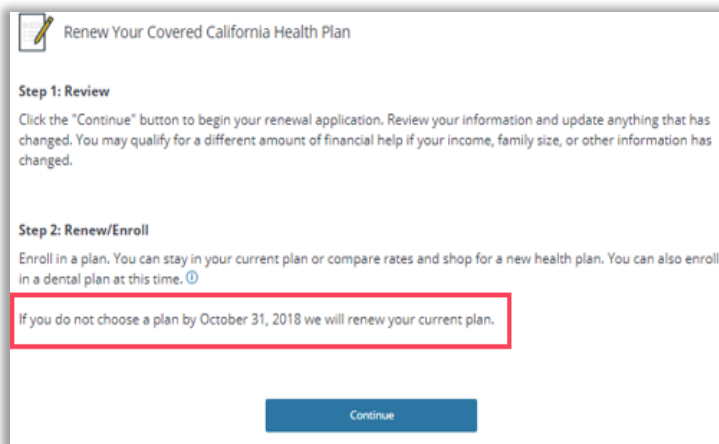 Renew Your Covered California Health Plan
Step 1: Review
Click the "Continue" button to begin your renewal application. Review your information and update anything that has
changed. You may qualify for a different amount of financial help if your income, family size, or other information has
changed.
Step 2: Renew/Enroll
Enroll in a plan. You can stay in your current plan or compare rates and shop for a new health plan. You can also enroll
in a dental plan at this time.
If you do not choose a plan by October 31, 2018 we will renew your current plan.
Continue